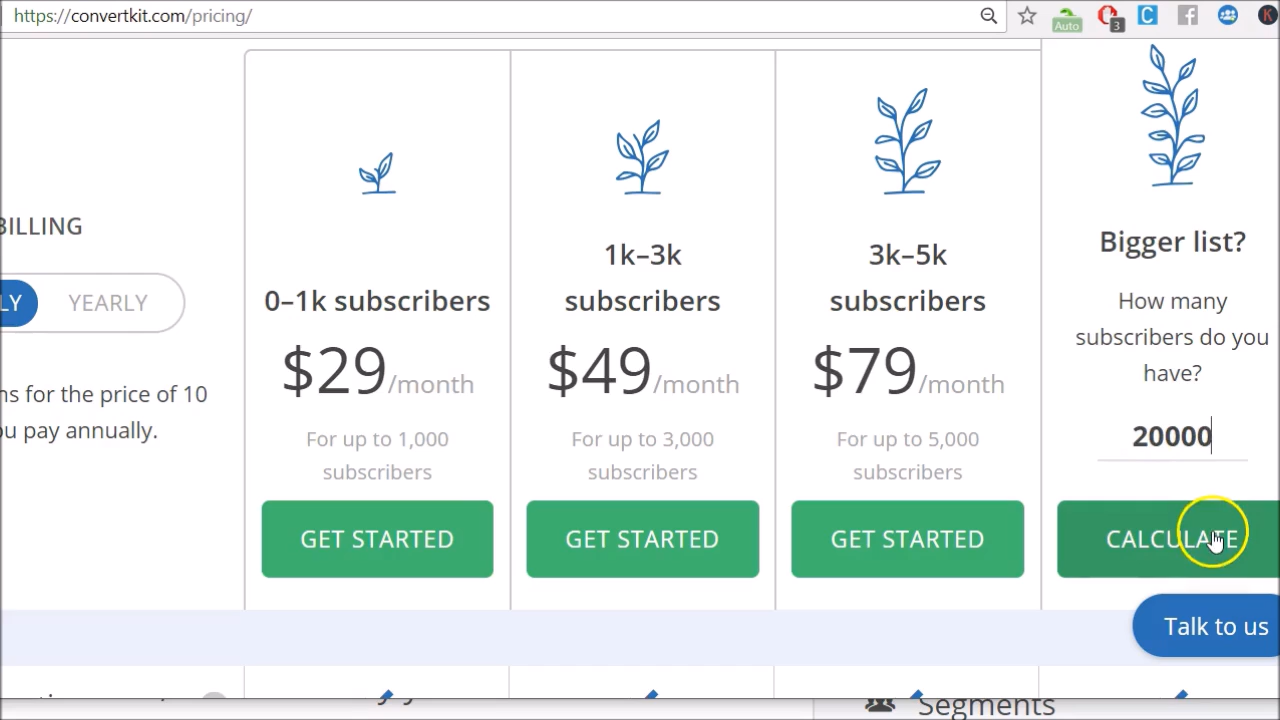 https://convertkit.com/pricing/
Auto
3
C
f
K
BILLING
LY
YEARLY
ns for the price of 10
ou pay annually.
0–1k subscribers
$29/month
For up to 1,000
subscribers
GET STARTED
1k–3k
subscribers
$49/month
For up to 3,000
subscribers
GET STARTED
3k–5k
subscribers
$79/month
For up to 5,000
subscribers
GET STARTED
Bigger list?
How many
subscribers do you
have?
20000
CALCULATE
Talk to us
Segments